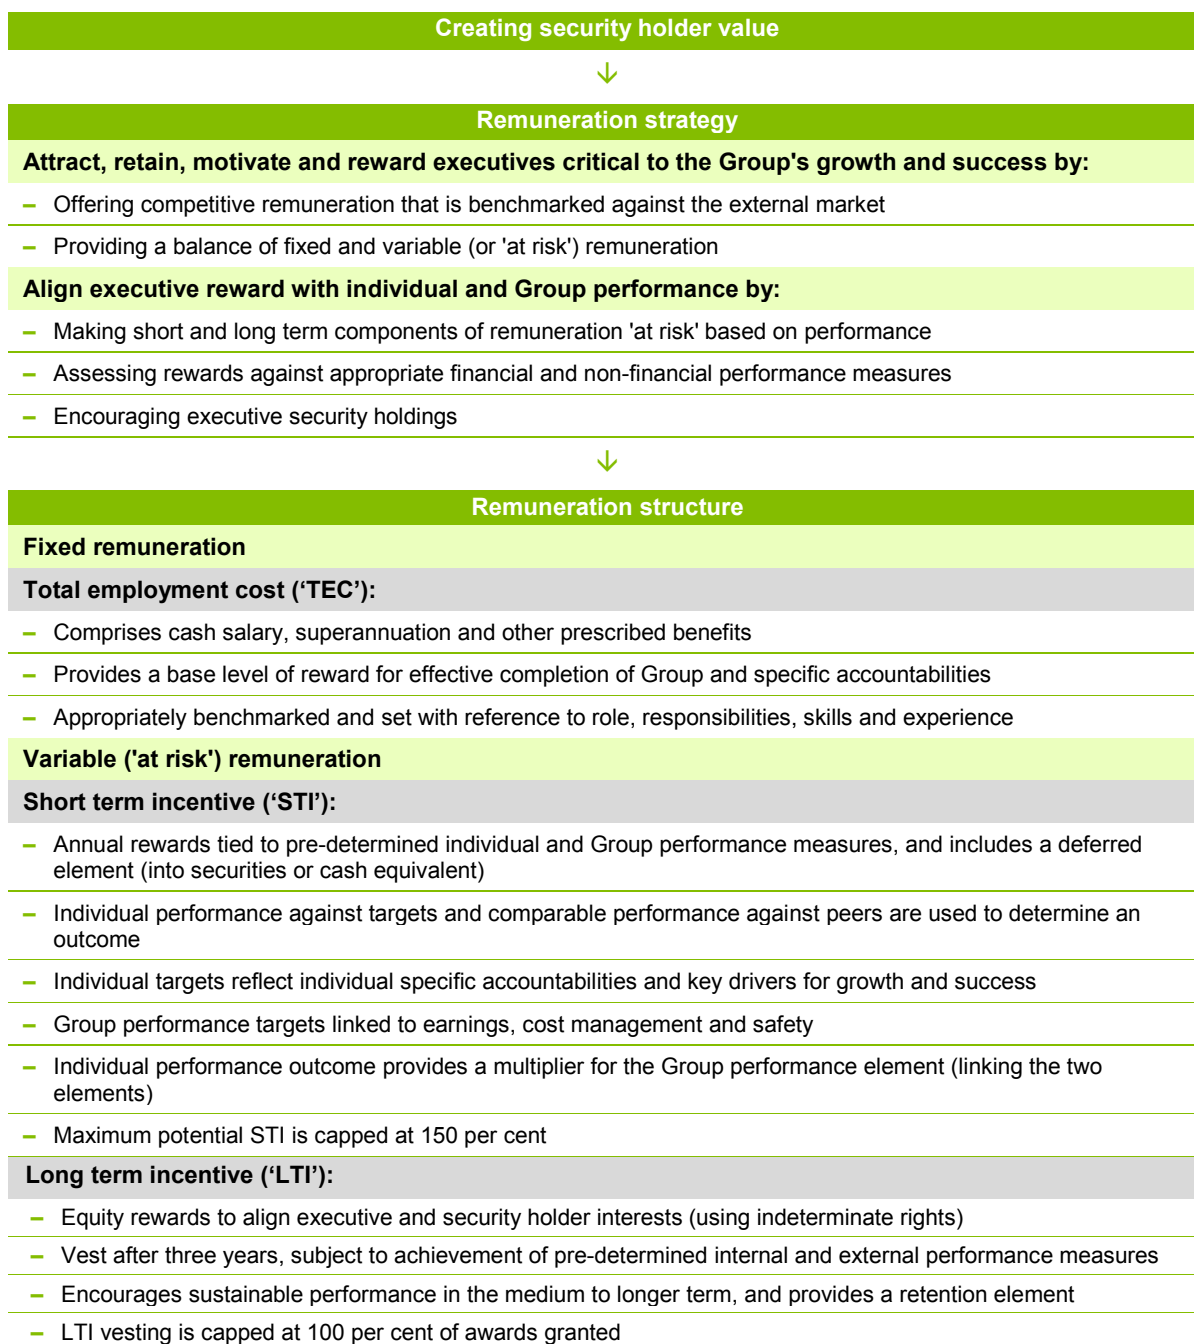 Creating security holder value
↓
Remuneration strategy
Attract, retain, motivate and reward executives critical to the Group's growth and success by:
– Offering competitive remuneration that is benchmarked against the external market
– Providing a balance of fixed and variable (or 'at risk') remuneration
Align executive reward with individual and Group performance by:
– Making short and long term components of remuneration 'at risk' based on performance
– Assessing rewards against appropriate financial and non-financial performance measures
– Encouraging executive security holdings
↓
Remuneration structure
Fixed remuneration
Total employment cost (‘TEC’):
– Comprises cash salary, superannuation and other prescribed benefits
– Provides a base level of reward for effective completion of Group and specific accountabilities
– Appropriately benchmarked and set with reference to role, responsibilities, skills and experience
Variable ('at risk') remuneration
Short term incentive (‘STI’):
– Annual rewards tied to pre-determined individual and Group performance measures, and includes a deferred
element (into securities or cash equivalent)
– Individual performance against targets and comparable performance against peers are used to determine an
outcome
– Individual targets reflect individual specific accountabilities and key drivers for growth and success
– Group performance targets linked to earnings, cost management and safety
– Individual performance outcome provides a multiplier for the Group performance element (linking the two
elements)
– Maximum potential STI is capped at 150 per cent
Long term incentive (‘LTI’):
– Equity rewards to align executive and security holder interests (using indeterminate rights)
– Vest after three years, subject to achievement of pre-determined internal and external performance measures
– Encourages sustainable performance in the medium to longer term, and provides a retention element
– LTI vesting is capped at 100 per cent of awards granted